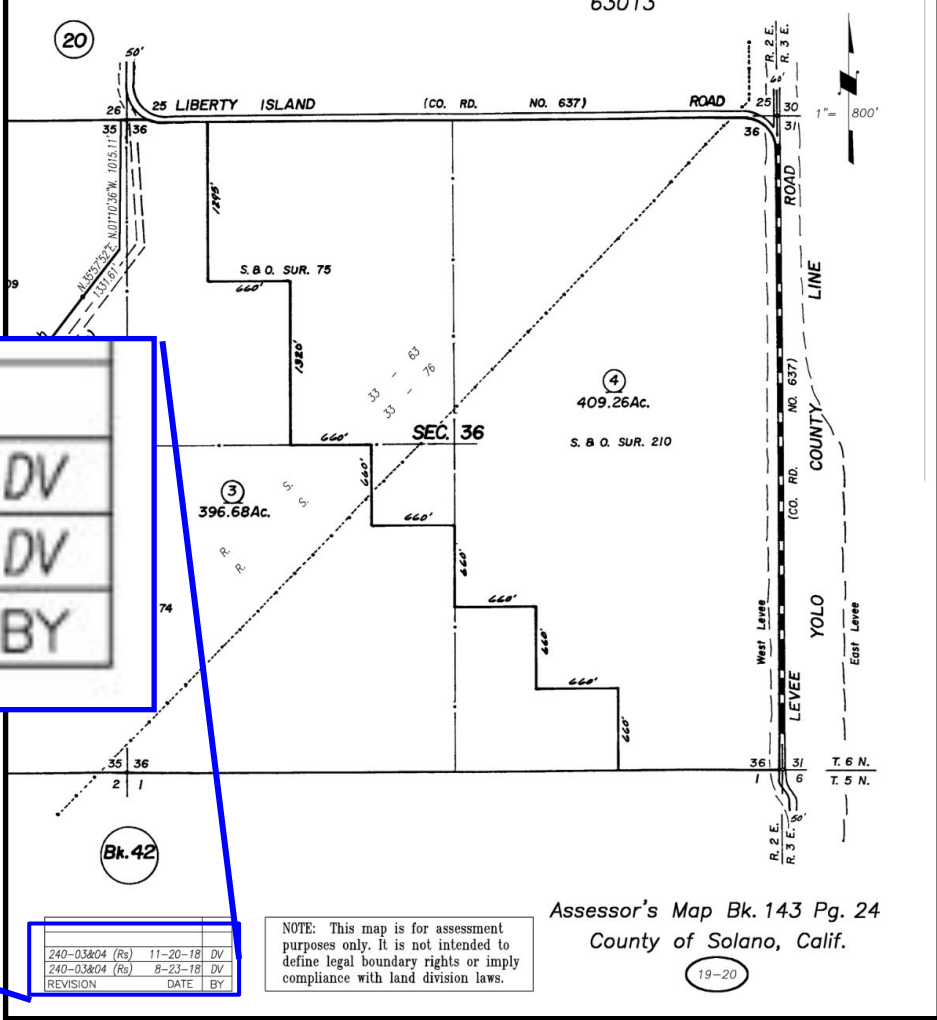 63013
20
50'
R. 2 E.
R. 3 E.
60'
26
25 LIBERTY ISLAND (CO. RD. NO. 637) ROAD 25
30
35
36
36
31
1"= 800'
N.01°10'36"W. 1015.11'
N.35°57'52"E.
1331.61'
1295'
ROAD
S. & O. SUR. 75
660'
LINE
09
1320'
33 - 63
33 - 76
4
409.26Ac.
(CO. RD. NO. 637)
COUNTY
660'
SEC. 36
S. & O. SUR. 210
DV
3
396.68Ac.
S.
S.
660'
660'
DV
R.
R.
660'
74
660'
BY
West Levee
YOLO
East Levee
660'
660'
LEVEE
660'
35 36
2 1
36 31
1 6
T. 6 N.
T. 5 N.
50'
R. 2 E.
R. 3 E.
Bk. 42
240-03&04 (Rs) 11-20-18 DV
240-03&04 (Rs) 8-23-18 DV
REVISION DATE BY
NOTE: This map is for assessment
purposes only. It is not intended to
define legal boundary rights or imply
compliance with land division laws.
Assessor's Map Bk. 143 Pg. 24
County of Solano, Calif.
19-20